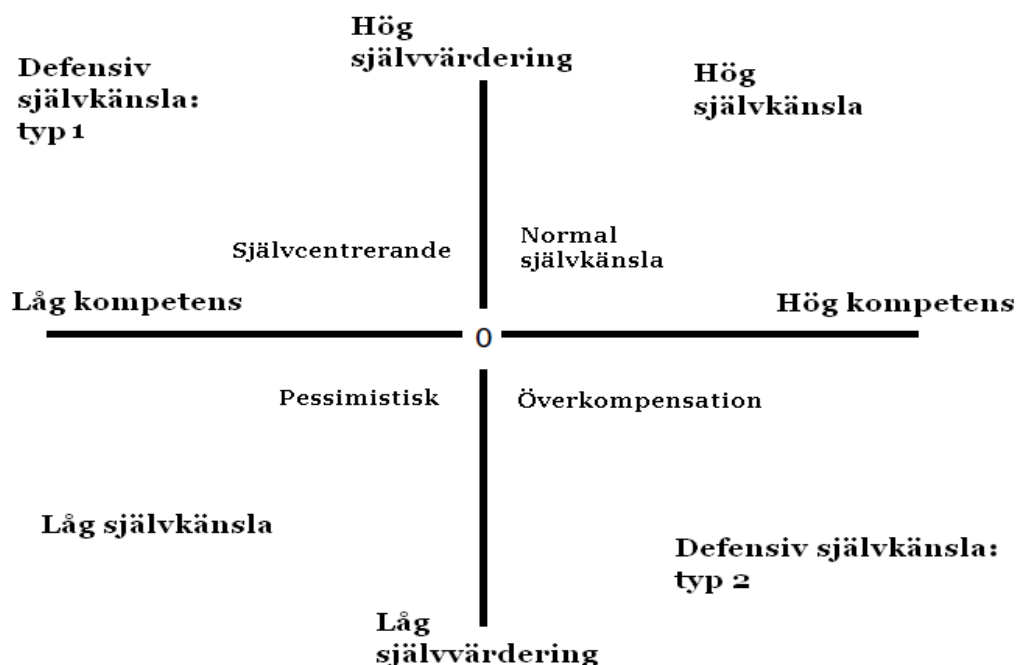 Hög
självvärdering
Defensiv
självkänsla:
typ 1
Hög
självkänsla
Självcentrerande
Normal
självkänsla
Låg kompetens
Hög kompetens
0
Pessimistisk
Överkompensation
Låg självkänsla
Defensiv självkänsla:
typ 2
Låg
självvärdering